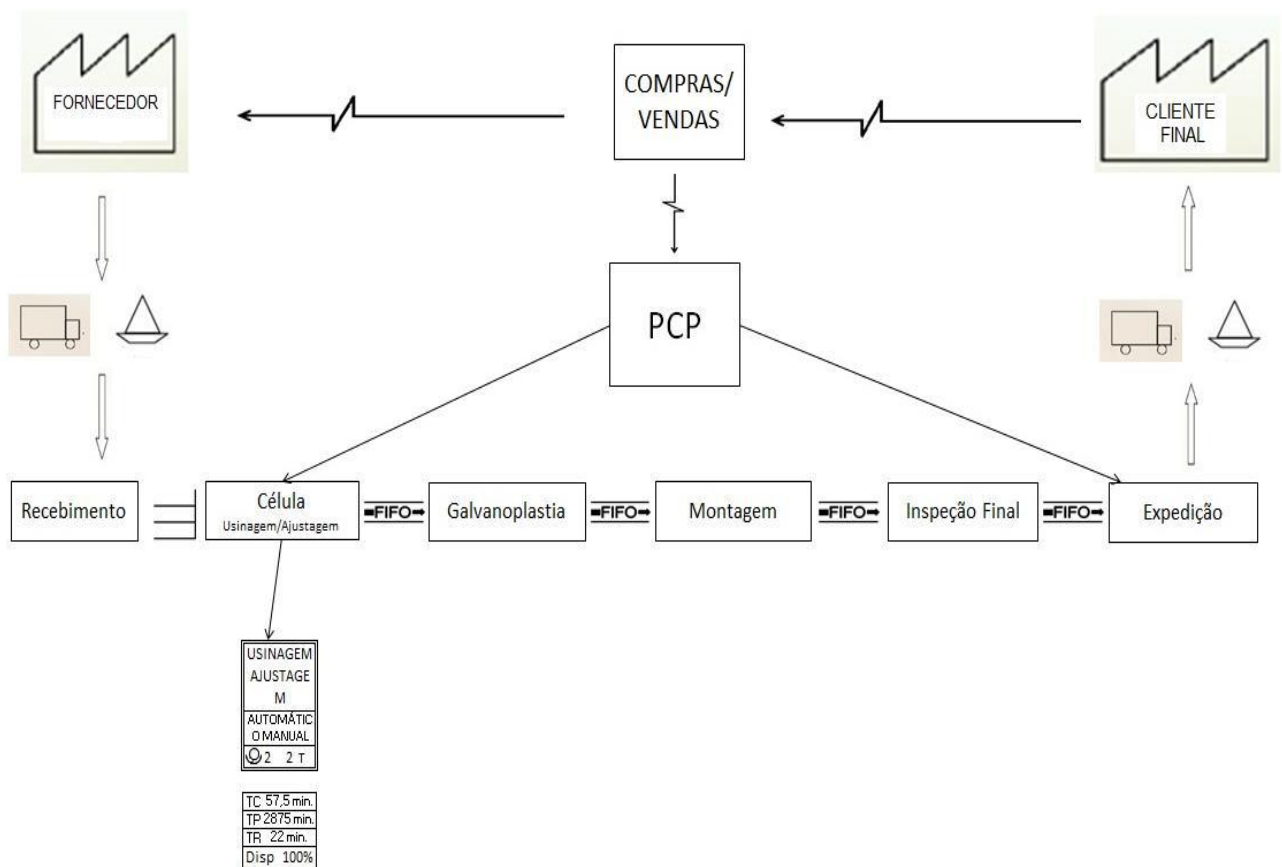 FORNECEDOR
COMPRAS/
VENDAS
CLIENTE
FINAL
PCP
Recebimento
Célula
Usinagem/Ajustagem
FIFO
Galvanoplastia
FIFO
Montagem
FIFO
Inspeção Final
FIFO
Expedição
USINAGEM
AJUSTAGE
M
AUTOMÁTIC
O MANUAL
2 2 T
TC 57,5 min.
TP 2875 min.
TR 22 min.
Disp 100%